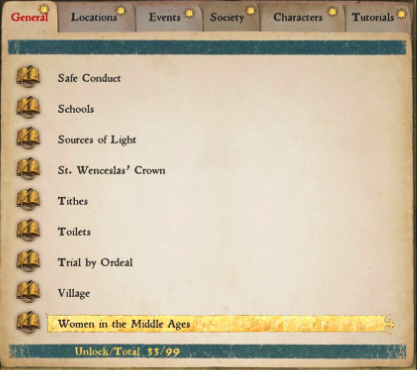 General Locations Events Society Characters Tutorials
Safe Conduct
Schools
Sources of Light
St. Wenceslas' Crown
Tithes
Toilets
Trial by Ordeal
Village
Women in the Middle Ages
Unlock/Total 33/99